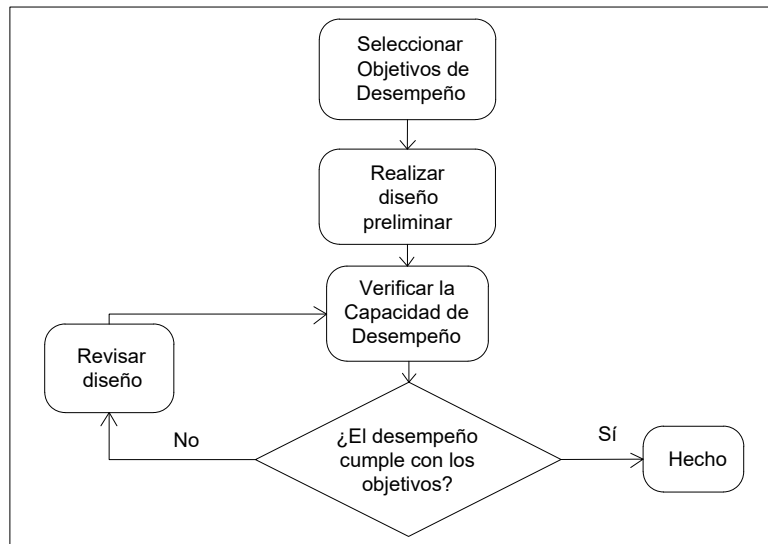 Seleccionar
Objetivos de
Desempeño
Realizar
diseño
preliminar
Verificar la
Capacidad de
Desempeño
Revisar
diseño
¿El desempeño
cumple con los
objetivos?
No
Sí
Hecho